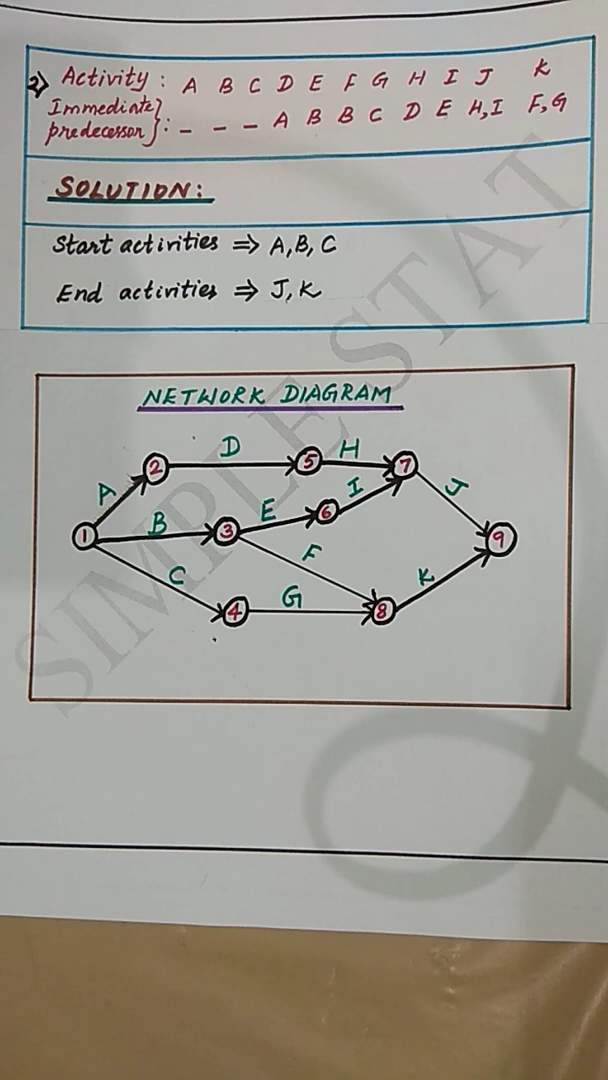 2) Activity : A B C D E F G H I J K
Immediate}
predecessor}: - - - A B B C D E H,I F,G
SOLUTION:
Start activities ⇒ A,B,C
End activities ⇒ J,K
NETWORK DIAGRAM
A D H J
2 5 7
B E I
1 3 6 9
C F K
G
4 8
SIMPLE STAT